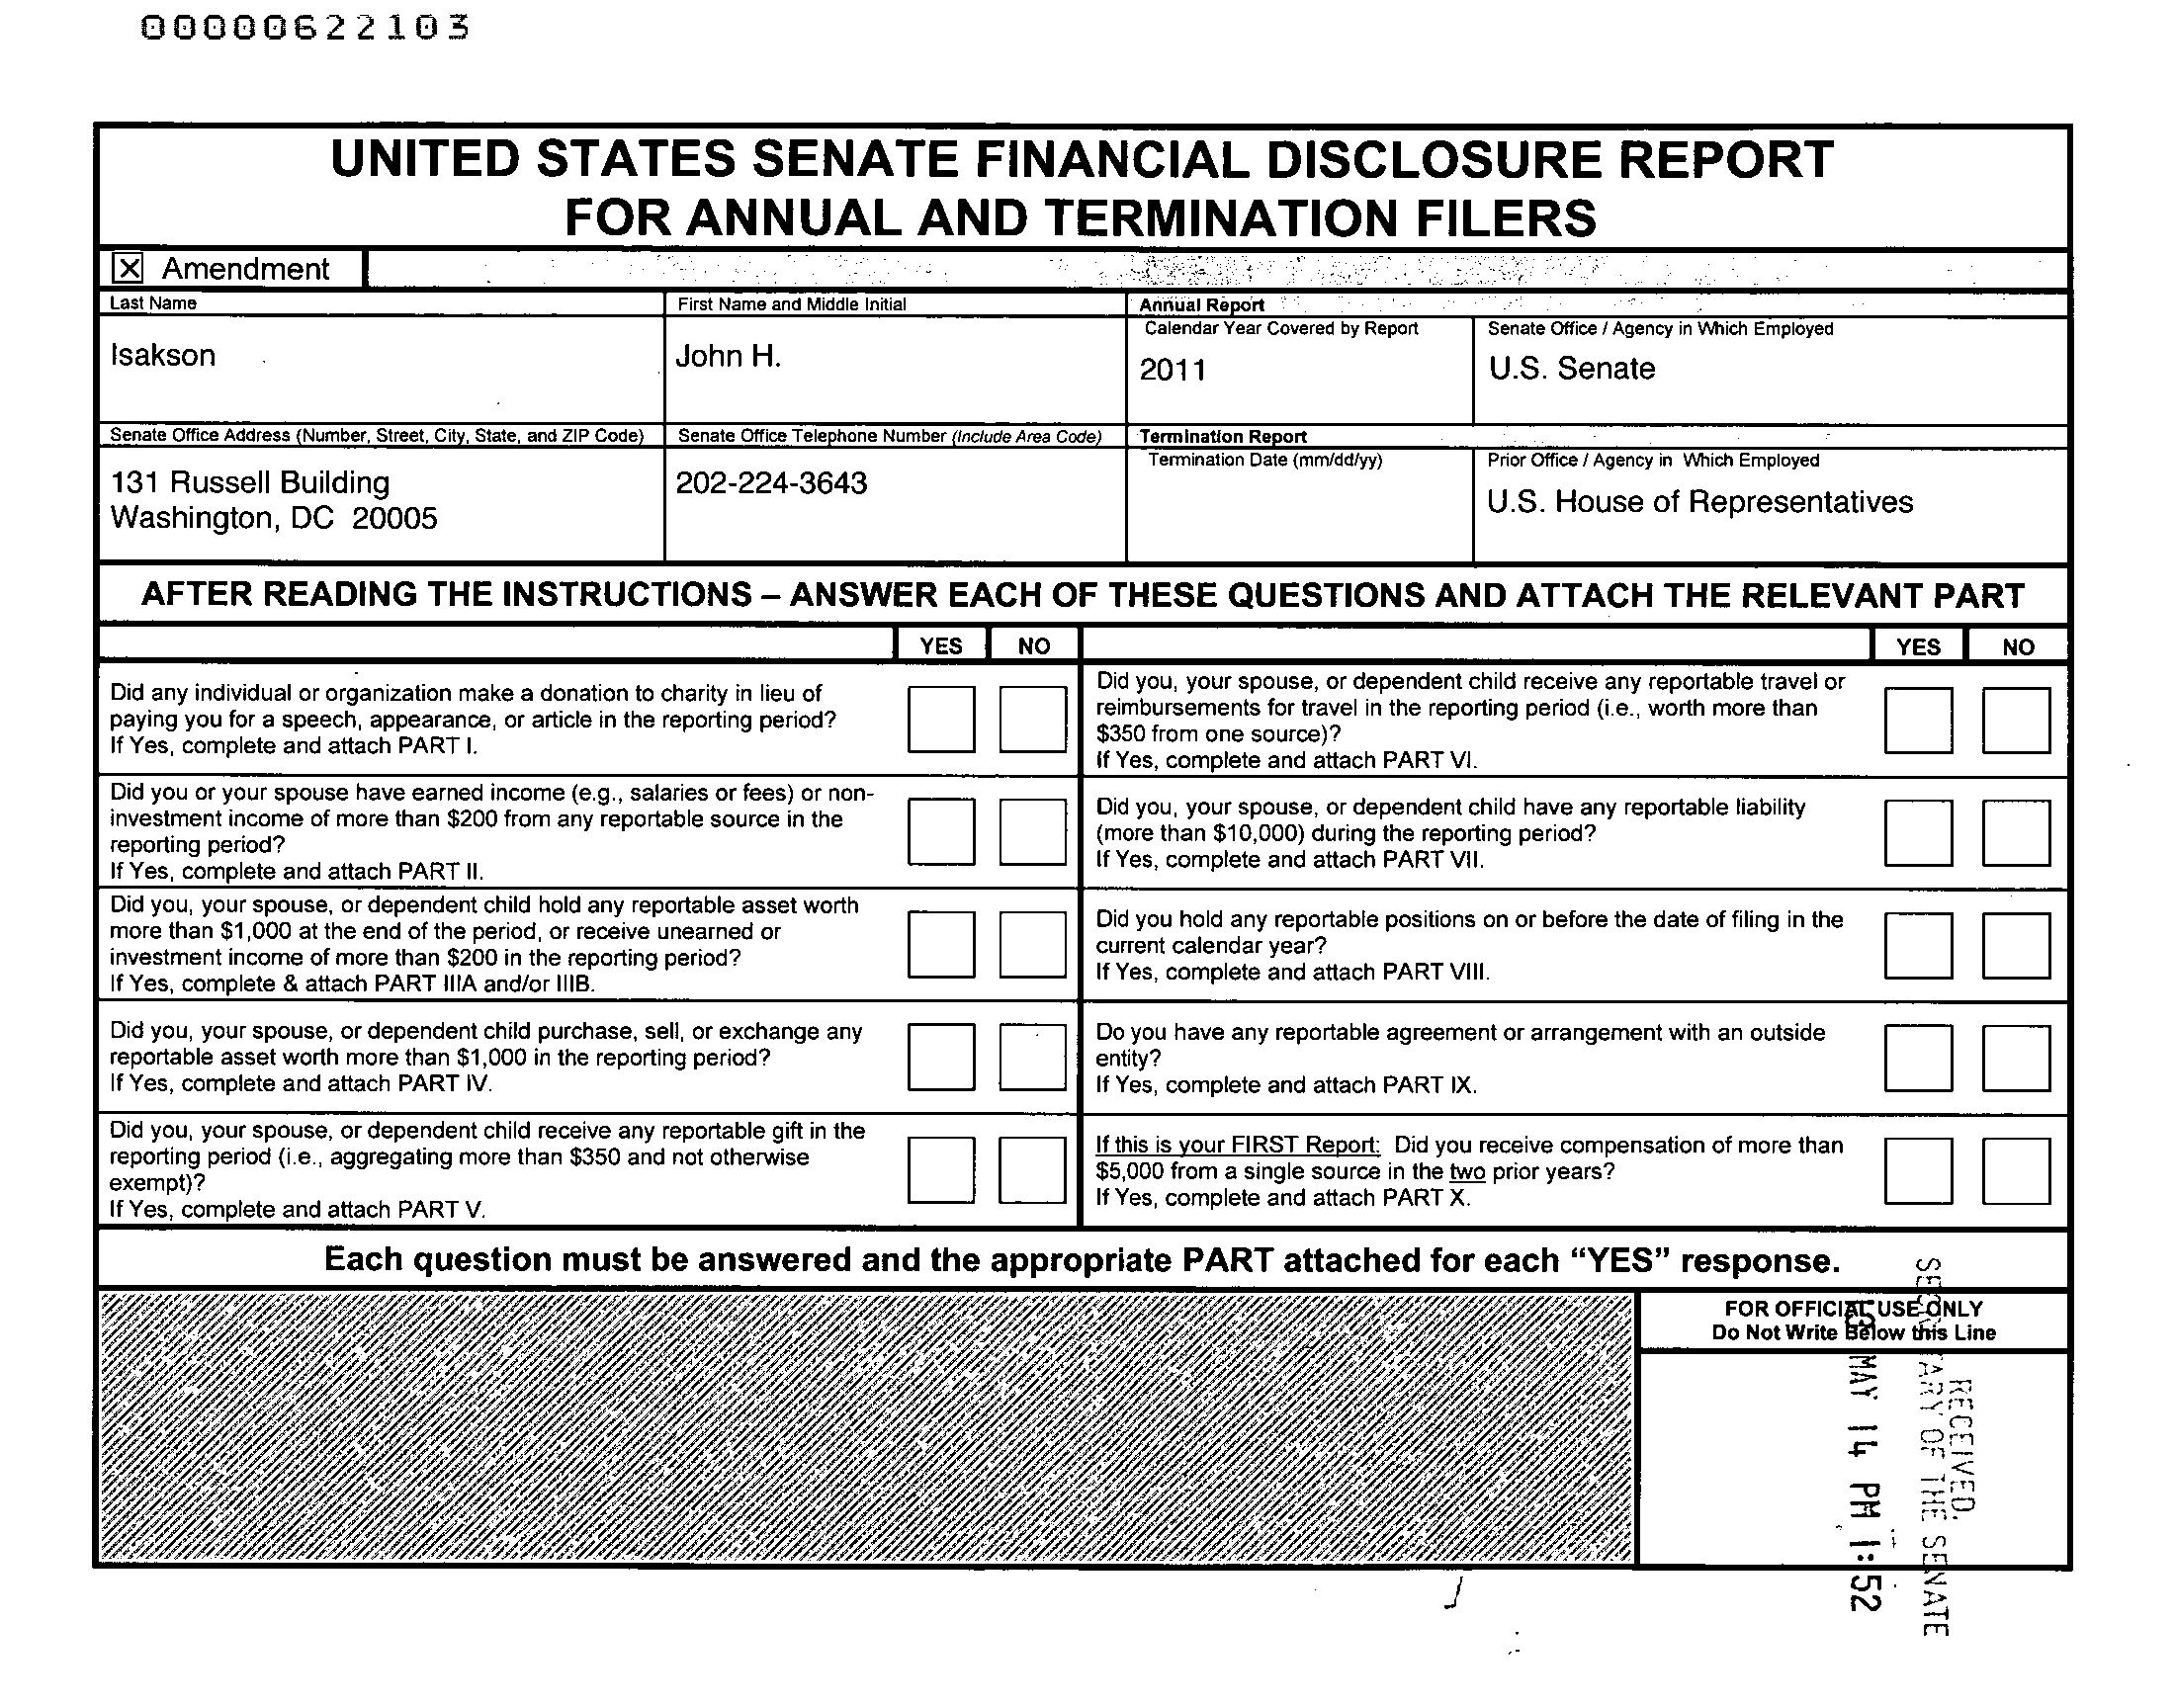 00000622103
UNITED STATES SENATE FINANCIAL DISCLOSURE REPORT
FOR ANNUAL AND TERMINATION FILERS
X Amendment
Last Name
First Name and Middle Initial
Annual Report
Calendar Year Covered by Report
Senate Office / Agency in Which Employed
Isakson
John H.
2011
U.S. Senate
Senate Office Address (Number, Street, City, State, and ZIP Code)
Senate Office Telephone Number (Include Area Code)
Termination Report
Termination Date (mm/dd/yy)
Prior Office / Agency in Which Employed
131 Russell Building
Washington, DC 20005
202-224-3643
U.S. House of Representatives
AFTER READING THE INSTRUCTIONS – ANSWER EACH OF THESE QUESTIONS AND ATTACH THE RELEVANT PART
YES NO
YES NO
Did any individual or organization make a donation to charity in lieu of
paying you for a speech, appearance, or article in the reporting period?
If Yes, complete and attach PART I.
Did you, your spouse, or dependent child receive any reportable travel or
reimbursements for travel in the reporting period (i.e., worth more than
$350 from one source)?
If Yes, complete and attach PART VI.
Did you or your spouse have earned income (e.g., salaries or fees) or non-
investment income of more than $200 from any reportable source in the
reporting period?
If Yes, complete and attach PART II.
Did you, your spouse, or dependent child have any reportable liability
(more than $10,000) during the reporting period?
If Yes, complete and attach PART VII.
Did you, your spouse, or dependent child hold any reportable asset worth
more than $1,000 at the end of the period, or receive unearned or
investment income of more than $200 in the reporting period?
If Yes, complete & attach PART IIIA and/or IIIB.
Did you hold any reportable positions on or before the date of filing in the
current calendar year?
If Yes, complete and attach PART VIII.
Did you, your spouse, or dependent child purchase, sell, or exchange any
reportable asset worth more than $1,000 in the reporting period?
If Yes, complete and attach PART IV.
Do you have any reportable agreement or arrangement with an outside
entity?
If Yes, complete and attach PART IX.
Did you, your spouse, or dependent child receive any reportable gift in the
reporting period (i.e., aggregating more than $350 and not otherwise
exempt)?
If Yes, complete and attach PART V.
If this is your FIRST Report: Did you receive compensation of more than
$5,000 from a single source in the two prior years?
If Yes, complete and attach PART X.
Each question must be answered and the appropriate PART attached for each “YES” response.
FOR OFFICIAL USE ONLY
Do Not Write Below this Line
RECEIVED
OF THE SENATE
MAY 14 PM 1:52